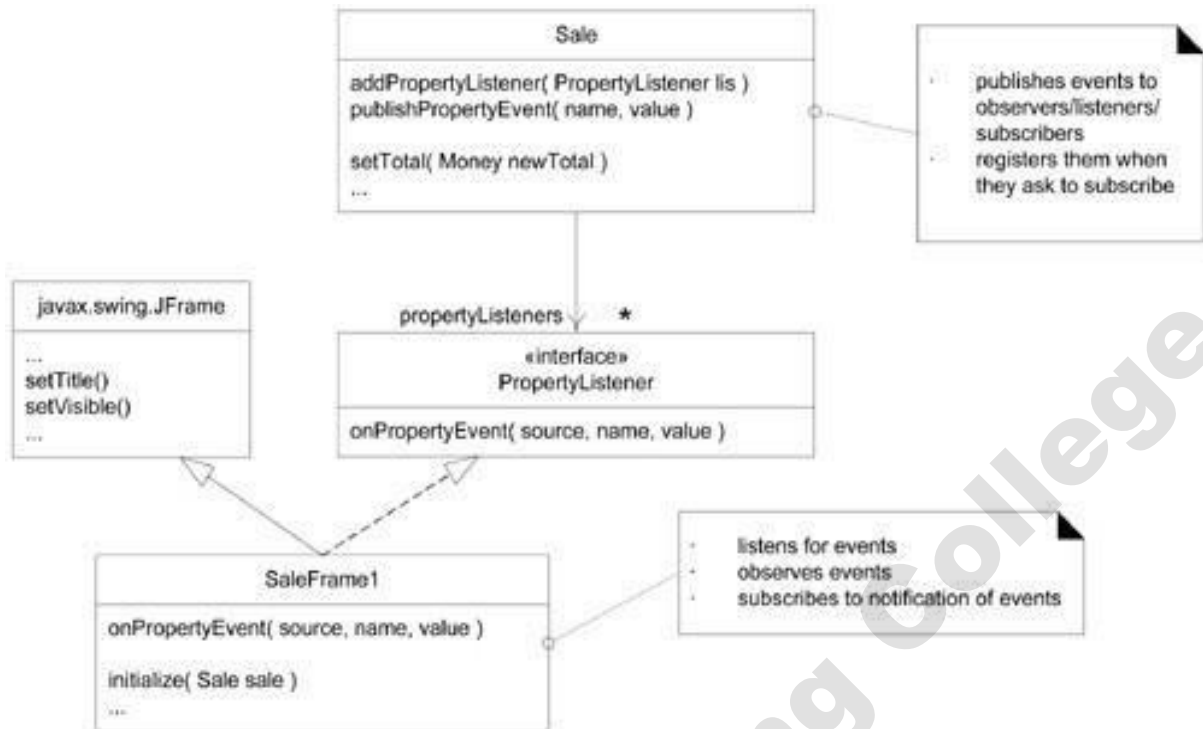 Sale
addPropertyListener( PropertyListener lis )
publishPropertyEvent( name, value )
setTotal( Money newTotal )
...
publishes events to
observers/listeners/
subscribers
registers them when
they ask to subscribe
javax.swing.JFrame
...
setTitle()
setVisible()
...
propertyListeners *
«interface»
PropertyListener
onPropertyEvent( source, name, value )
SaleFrame1
onPropertyEvent( source, name, value )
initialize( Sale sale )
...
listens for events
observes events
subscribes to notification of events
ng College